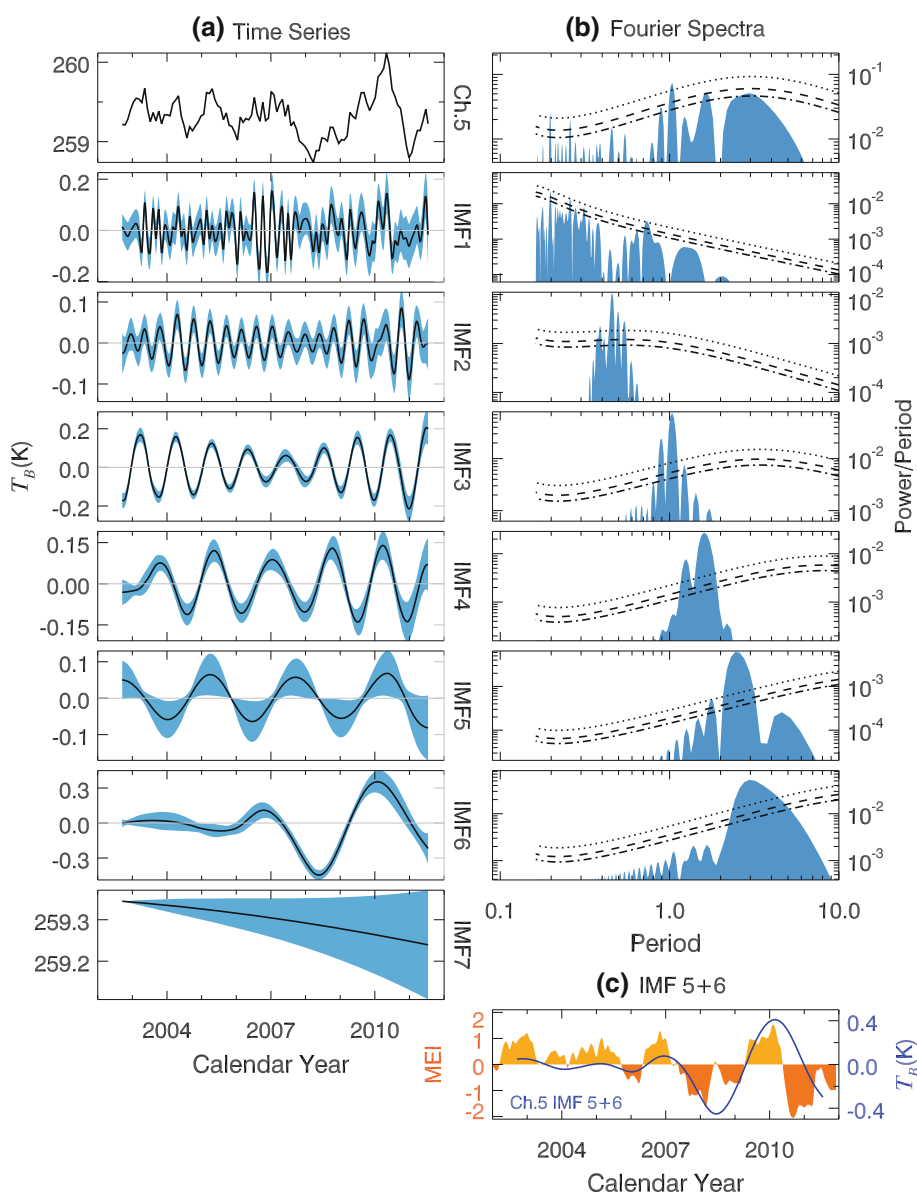 (a) Time Series
(b) Fourier Spectra
260
259
Ch.5
10⁻¹
10⁻²
0.2
0.0
-0.2
IMF1
10⁻²
10⁻³
10⁻⁴
0.1
0.0
-0.1
IMF2
10⁻²
10⁻³
10⁻⁴
0.2
0.0
-0.2
IMF3
10⁻²
10⁻³
0.15
0.00
-0.15
IMF4
10⁻²
10⁻³
0.1
0.0
-0.1
IMF5
10⁻³
10⁻⁴
0.3
0.0
-0.3
IMF6
10⁻²
10⁻³
259.3
259.2
IMF7
T_B(K)
Power/Period
0.1 1.0 10.0
Period
2004 2007 2010
Calendar Year
(c) IMF 5+6
2
1
0
-1
-2
MEI
0.4
0.0
-0.4
T_B(K)
Ch.5 IMF 5+6
2004 2007 2010
Calendar Year